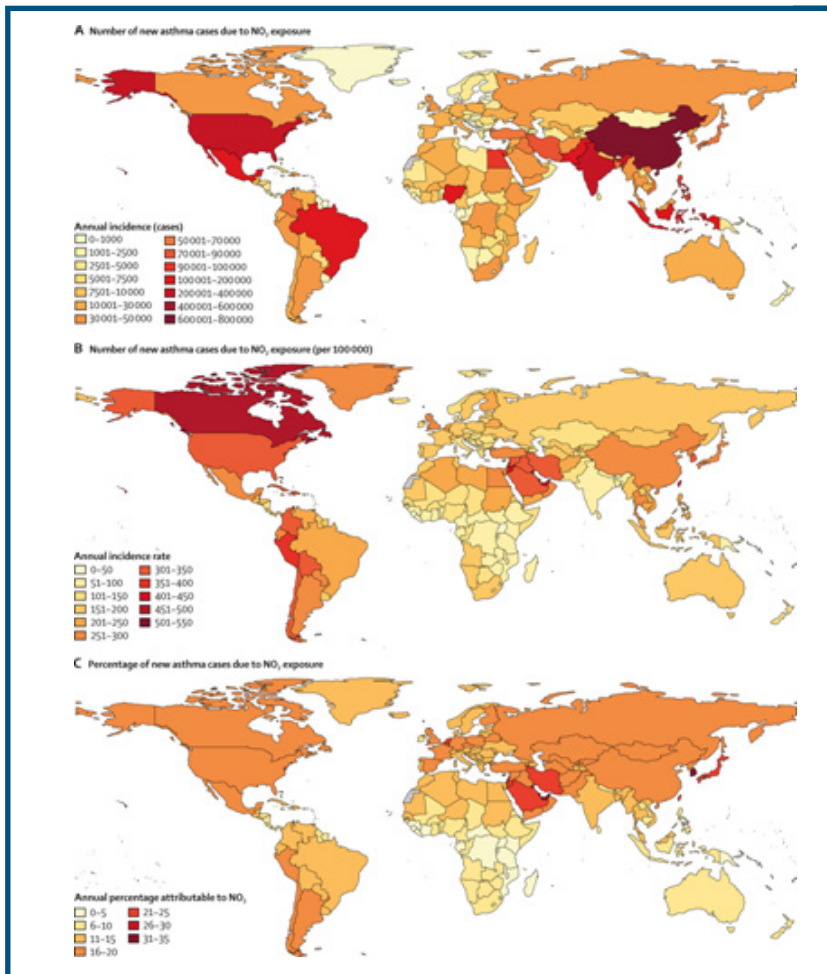 A Number of new asthma cases due to NO₂ exposure
Annual incidence (cases)
0–1000
1001–2500
2501–5000
5001–7500
7501–10 000
10 001–30 000
30 001–50 000
50 001–70 000
70 001–90 000
90 001–100 000
100 001–200 000
200 001–400 000
400 001–600 000
600 001–800 000
B Number of new asthma cases due to NO₂ exposure (per 100 000)
Annual incidence rate
0–50
51–100
101–150
151–200
201–250
251–300
301–350
351–400
401–450
451–500
501–550
C Percentage of new asthma cases due to NO₂ exposure
Annual percentage attributable to NO₂
0–5
6–10
11–15
16–20
21–25
26–30
31–35